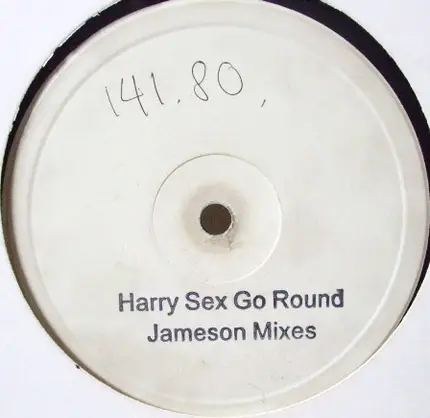 141.80,
Harry Sex Go Round
Jameson Mixes